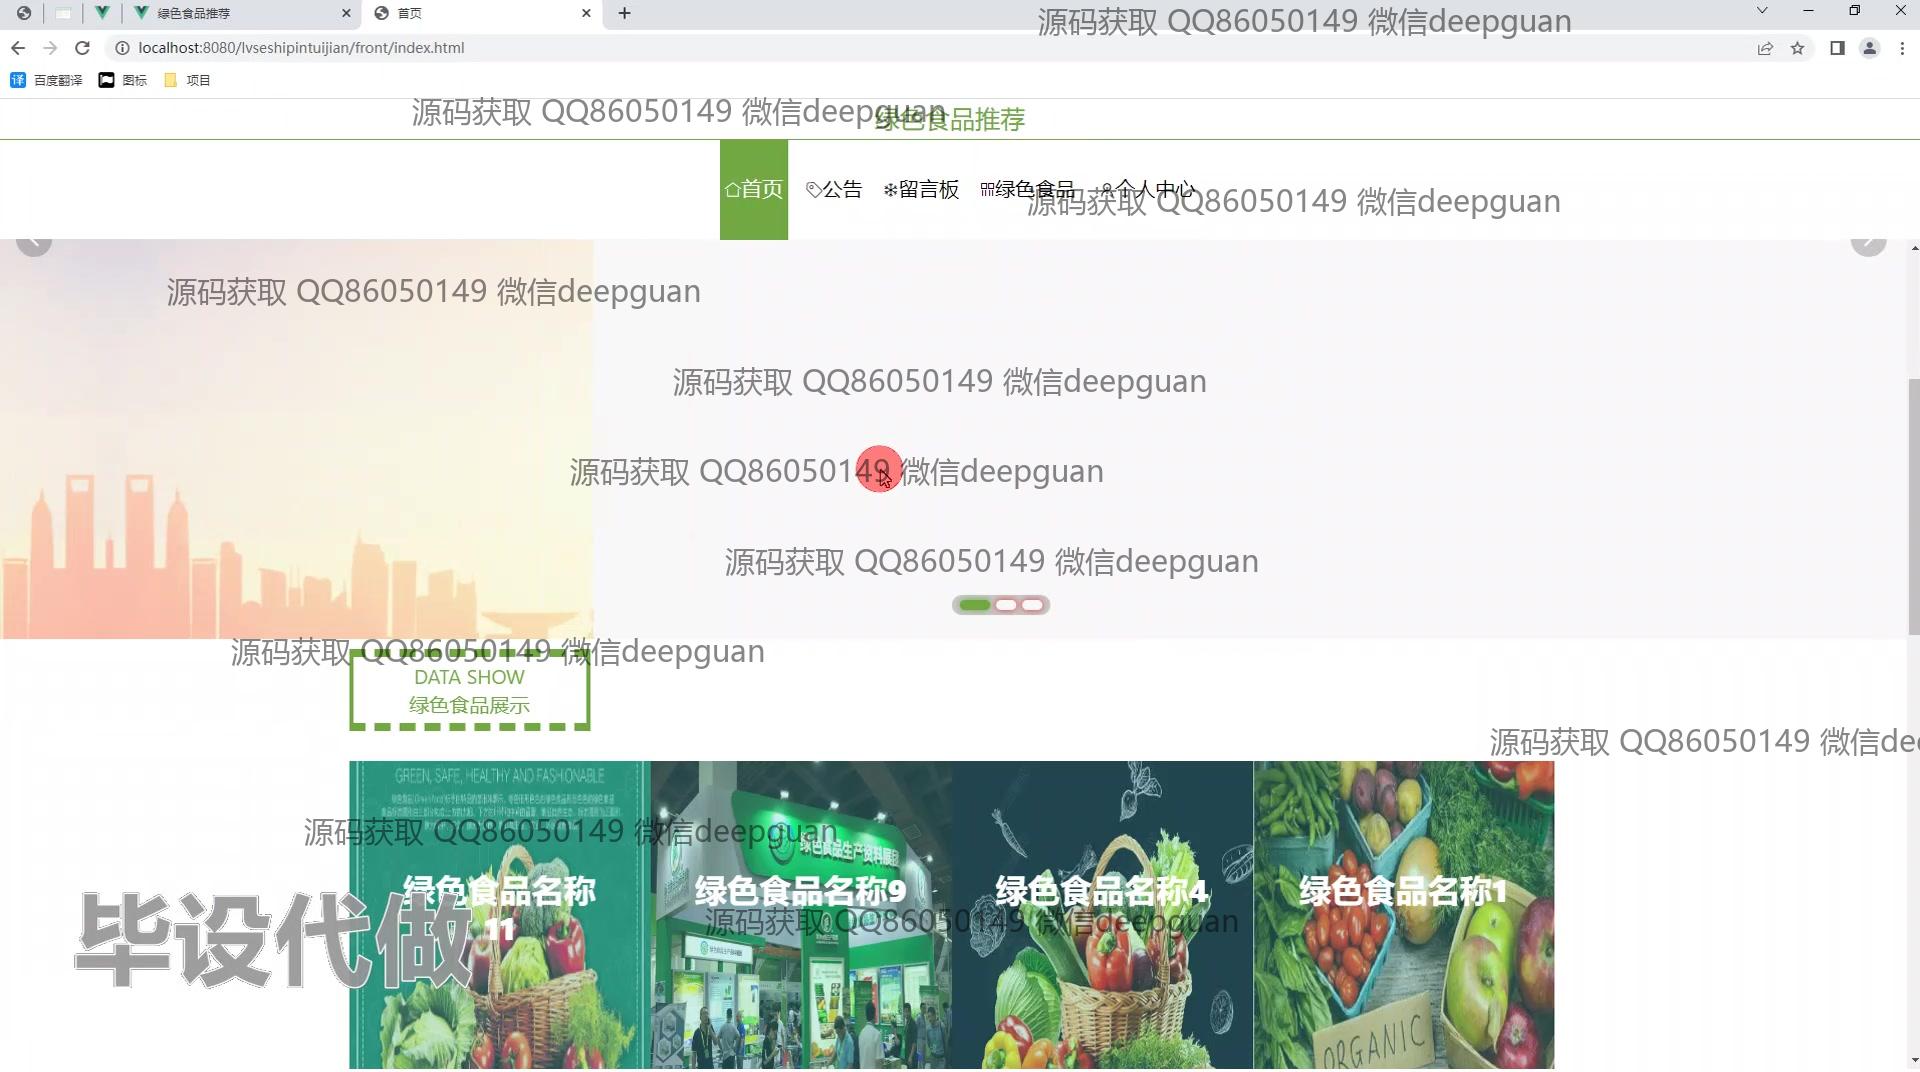 绿色食品推荐
首页
源码获取 QQ86050149 微信deepguan
localhost:8080/lvseshipintuijian/front/index.html
译 百度翻译
图标
项目
源码获取 QQ86050149 微信deepguan
绿色食品推荐
首页
公告
留言板
绿色食品
个人中心
源码获取 QQ86050149 微信deepguan
源码获取 QQ86050149 微信deepguan
源码获取 QQ86050149 微信deepguan
源码获取 QQ86050149 微信deepguan
源码获取 QQ86050149 微信deepguan
源码获取 QQ86050149 微信deepguan
DATA SHOW
绿色食品展示
源码获取 QQ86050149 微信dee
GREEN, SAFE, HEALTHY AND FASHIONABLE
源码获取 QQ86050149 微信deepguan
绿色食品生产资料展
绿色食品名称
11
绿色食品名称9
绿色食品名称4
绿色食品名称1
源码获取 QQ86050149 微信deepguan
毕设代做
ORGANIC